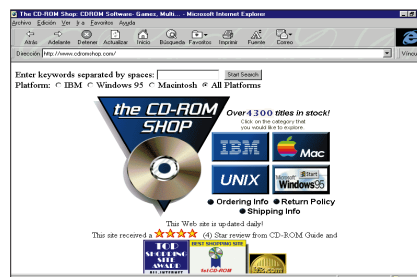 The CD-ROM Shop: CDROM Software- Games, Multi... - Microsoft Internet Explorer
Archivo Edición Ver Ir a Favoritos Ayuda
Atrás Adelante Detener Actualizar Inicio Búsqueda Favoritos Imprimir Fuente Correo
Dirección http://www.cdromshop.com/
Enter keywords separated by spaces: Start Search
Platform: IBM Windows 95 Macintosh All Platforms
the CD-ROM SHOP
Over 4300 titles in stock!
Click on the category that
you would like to explore.
IBM Mac
UNIX Microsoft Windows 95 Start
Ordering Info Return Policy
Shipping Info
This Web site is updated daily!
This site received a (4) Star review from CD-ROM Guide and
TOP SHOPPING SITE AWARD
BEST SHOPPING SITE